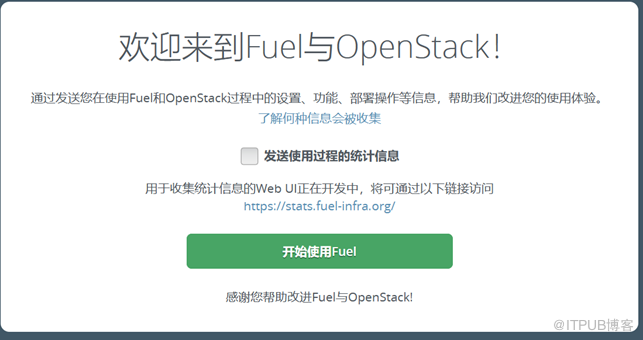 欢迎来到Fuel与OpenStack!
通过发送您在使用Fuel和OpenStack过程中的设置、功能、部署操作等信息，帮助我们改进您的使用体验。
了解何种信息会被收集
发送使用过程的统计信息
用于收集统计信息的Web UI正在开发中，将可通过以下链接访问
https://stats.fuel-infra.org/
开始使用Fuel
感谢您帮助改进Fuel与OpenStack!
@ITPUB博客